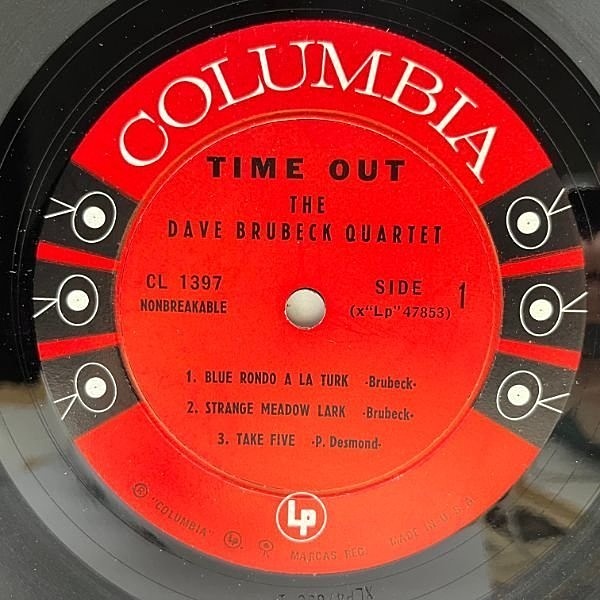 COLUMBIA
TIME OUT
THE
DAVE BRUBECK QUARTET
CL 1397
NONBREAKABLE
SIDE 1
(x"Lp" 47853)
1. BLUE RONDO A LA TURK -Brubeck-
2. STRANGE MEADOW LARK -Brubeck-
3. TAKE FIVE -P. Desmond-
Lp
® "COLUMBIA" MARCAS REG. MADE IN U.S.A.